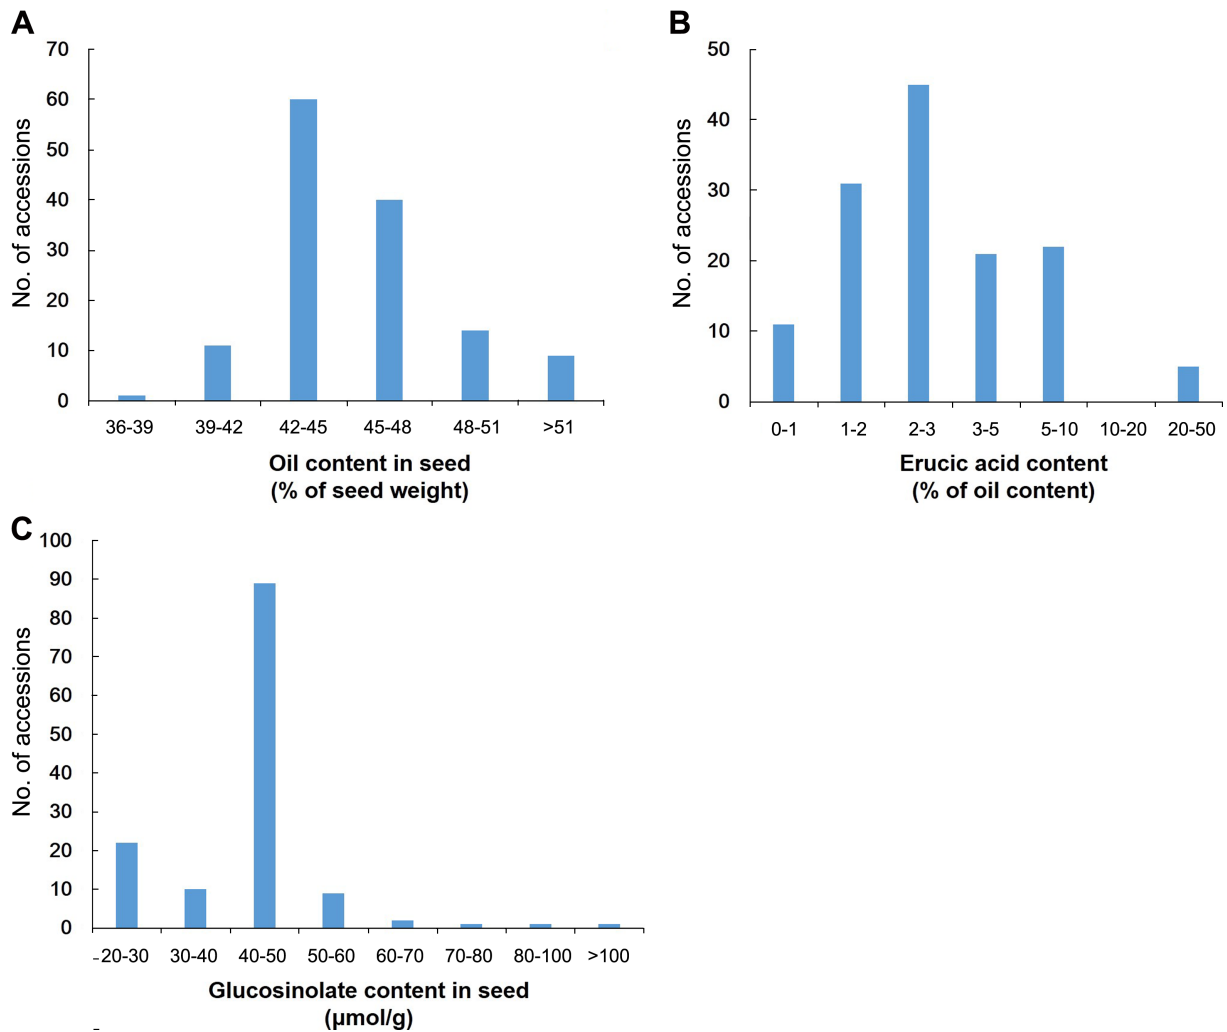 A
70
60
50
40
30
20
10
0
No. of accessions
36-39 39-42 42-45 45-48 48-51 >51
Oil content in seed
(% of seed weight)
B
50
40
30
20
10
0
No. of accessions
0-1 1-2 2-3 3-5 5-10 10-20 20-50
Erucic acid content
(% of oil content)
C
100
90
80
70
60
50
40
30
20
10
0
No. of accessions
20-30 30-40 40-50 50-60 60-70 70-80 80-100 >100
Glucosinolate content in seed
(µmol/g)